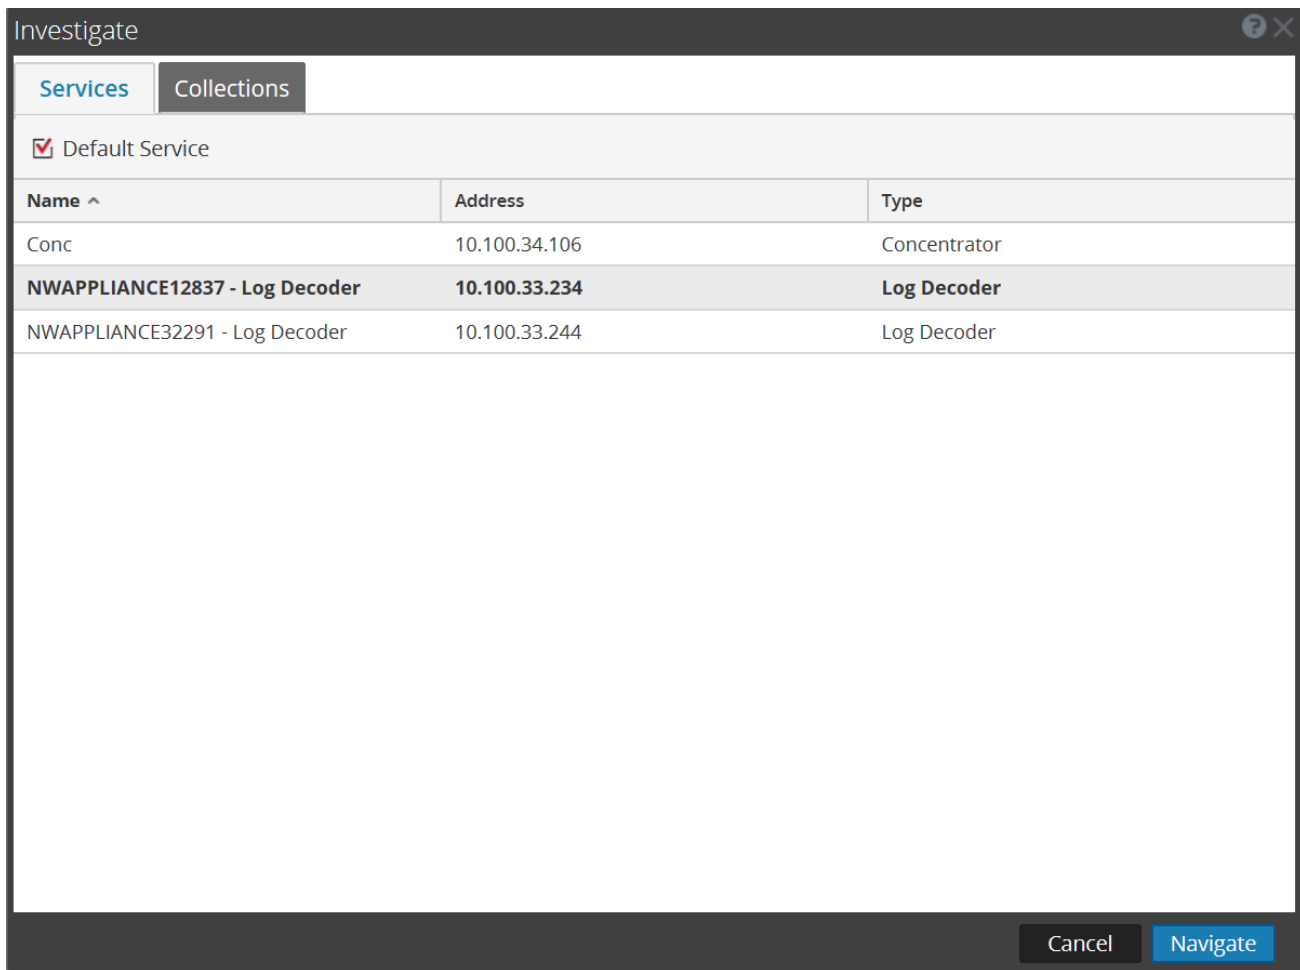 Investigate
Services Collections
Default Service
Name Address Type
Conc 10.100.34.106 Concentrator
NWAPPLIANCE12837 - Log Decoder 10.100.33.234 Log Decoder
NWAPPLIANCE32291 - Log Decoder 10.100.33.244 Log Decoder
Cancel Navigate